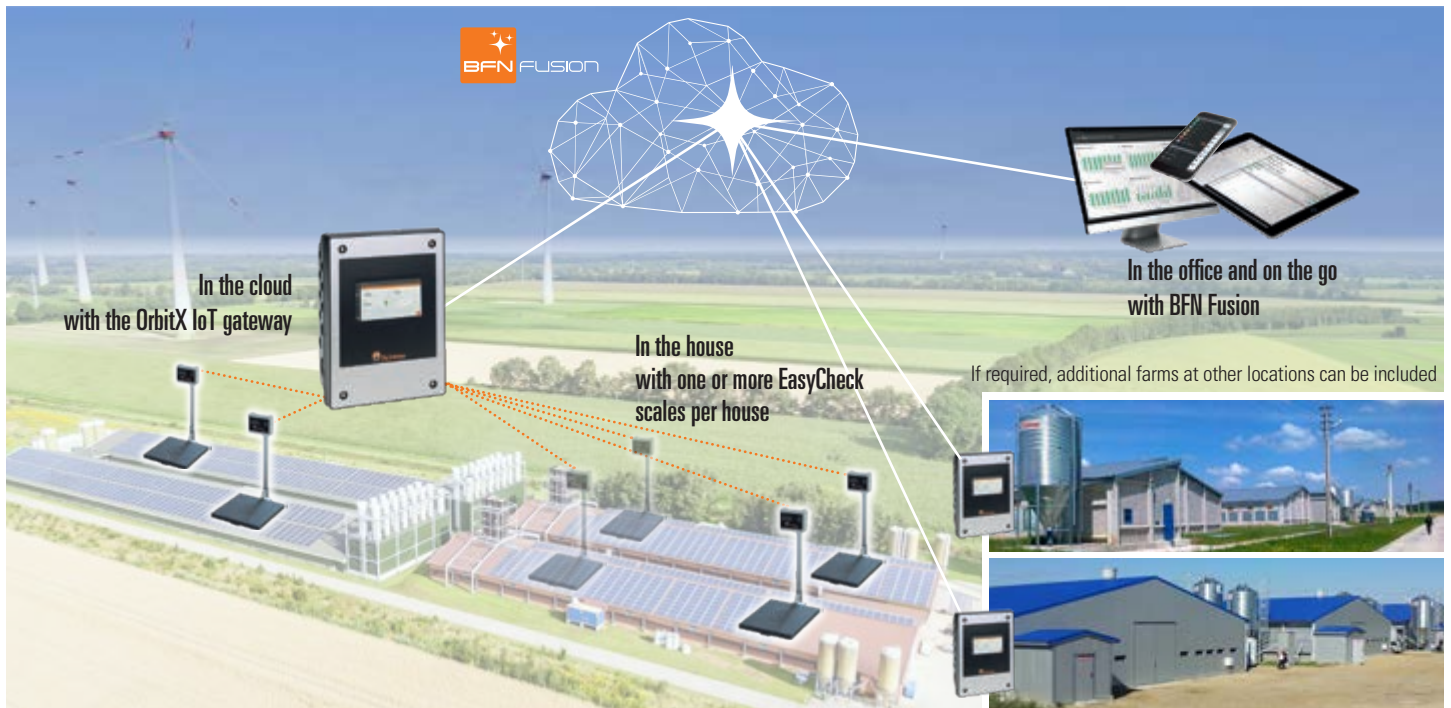 BFN FUSION
In the cloud
with the OrbitX IoT gateway
In the house
with one or more EasyCheck
scales per house
In the office and on the go
with BFN Fusion
If required, additional farms at other locations can be included